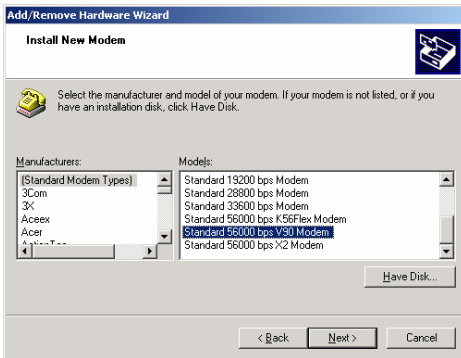 Add/Remove Hardware Wizard
Install New Modem
Select the manufacturer and model of your modem. If your modem is not listed, or if you
have an installation disk, click Have Disk.
Manufacturers:
(Standard Modem Types)
3Com
3X
Aceex
Acer
Models:
Standard 19200 bps Modem
Standard 28800 bps Modem
Standard 33600 bps Modem
Standard 56000 bps K56Flex Modem
Standard 56000 bps V90 Modem
Standard 56000 bps X2 Modem
Have Disk...
< Back
Next >
Cancel